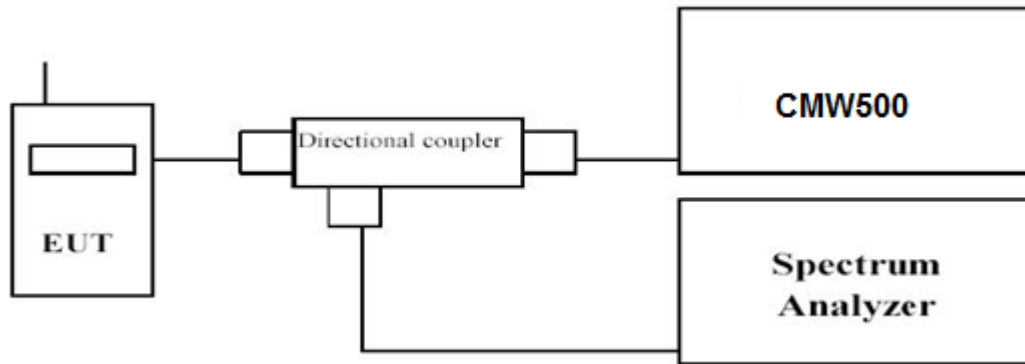 CMW500
Directional coupler
EUT
Spectrum
Analyzer